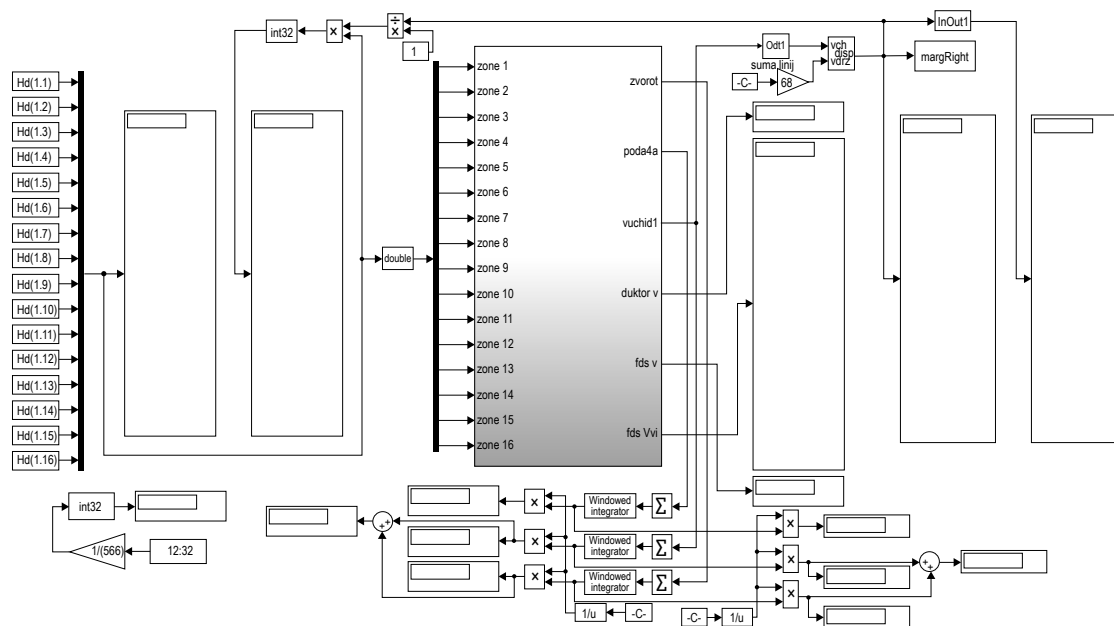 int32
×
÷
×
1
InOut1
Odt1
vch
disp
vdrz
margRight
suma linij
-C-
68
Hd(1.1)
Hd(1.2)
Hd(1.3)
Hd(1.4)
Hd(1.5)
Hd(1.6)
Hd(1.7)
Hd(1.8)
Hd(1.9)
Hd(1.10)
Hd(1.11)
Hd(1.12)
Hd(1.13)
Hd(1.14)
Hd(1.15)
Hd(1.16)
double
zone 1
zone 2
zone 3
zone 4
zone 5
zone 6
zone 7
zone 8
zone 9
zone 10
zone 11
zone 12
zone 13
zone 14
zone 15
zone 16
zvorot
poda4a
vuchid1
duktor v
fds v
fds Vvi
int32
1/(566)
12:32
+
+
×
Windowed
integrator
Σ
×
Windowed
integrator
Σ
×
Windowed
integrator
Σ
1/u
-C-
-C-
1/u
×
×
×
+
+